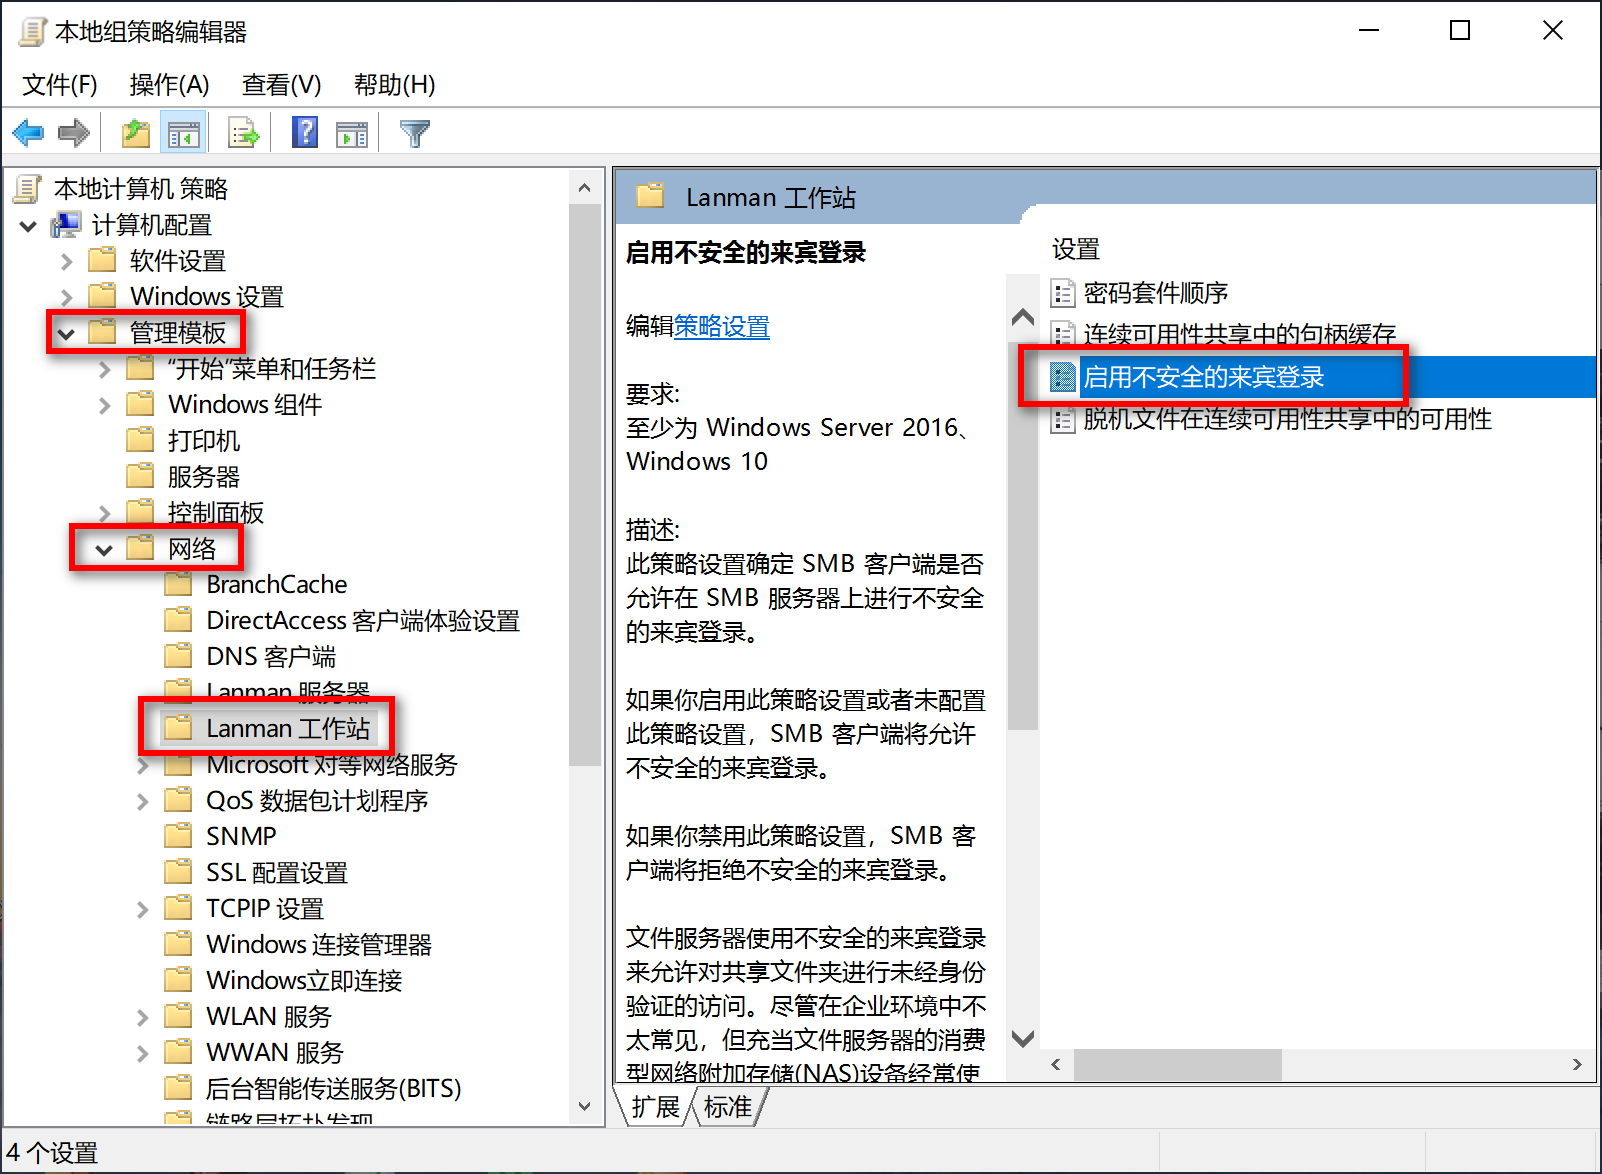 本地组策略编辑器
文件(F) 操作(A) 查看(V) 帮助(H)
本地计算机 策略
计算机配置
软件设置
Windows 设置
管理模板
“开始”菜单和任务栏
Windows 组件
打印机
服务器
控制面板
网络
BranchCache
DirectAccess 客户端体验设置
DNS 客户端
Lanman 服务器
Lanman 工作站
Microsoft 对等网络服务
QoS 数据包计划程序
SNMP
SSL 配置设置
TCPIP 设置
Windows 连接管理器
Windows立即连接
WLAN 服务
WWAN 服务
后台智能传送服务(BITS)
链路层拓扑发现
Lanman 工作站
启用不安全的来宾登录
编辑策略设置
要求:
至少为 Windows Server 2016、
Windows 10
描述:
此策略设置确定 SMB 客户端是否
允许在 SMB 服务器上进行不安全
的来宾登录。
如果你启用此策略设置或者未配置
此策略设置，SMB 客户端将允许
不安全的来宾登录。
如果你禁用此策略设置，SMB 客
户端将拒绝不安全的来宾登录。
文件服务器使用不安全的来宾登录
来允许对共享文件夹进行未经身份
验证的访问。尽管在企业环境中不
太常见，但充当文件服务器的消费
型网络附加存储(NAS)设备经常使
设置
密码套件顺序
连续可用性共享中的句柄缓存
启用不安全的来宾登录
脱机文件在连续可用性共享中的可用性
扩展 标准
4 个设置